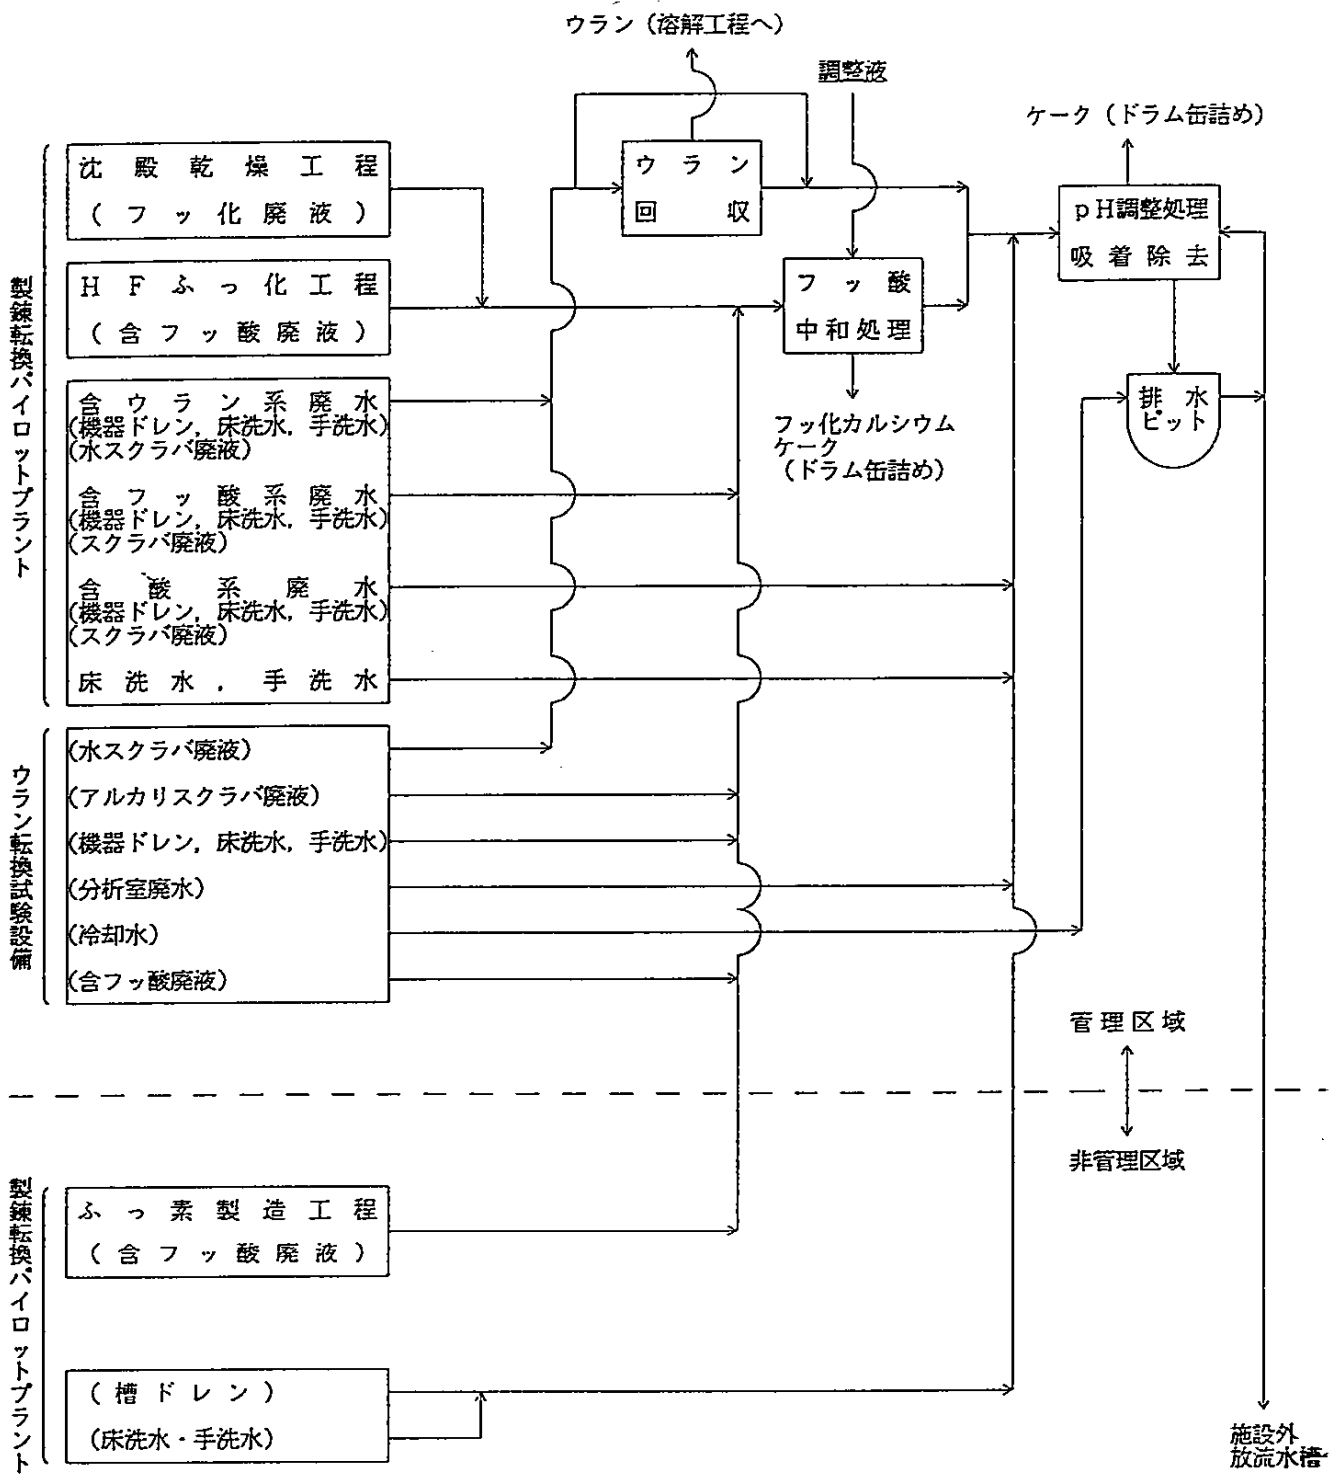 ウラン（溶解工程へ）
調整液
ケーク（ドラム缶詰め）
製錬転換パイロットプラント
沈殿乾燥工程
（フッ化廃液）
HFふっ化工程
（含フッ酸廃液）
含ウラン系廃水
(機器ドレン，床洗水，手洗水)
(水スクラバ廃液)
含フッ酸系廃水
(機器ドレン，床洗水，手洗水)
(スクラバ廃液)
含酸系廃水
(機器ドレン，床洗水，手洗水)
(スクラバ廃液)
床洗水，手洗水
ウラン
回収
フッ酸
中和処理
フッ化カルシウム
ケーク
（ドラム缶詰め）
pH調整処理
吸着除去
排水
ピット
ウラン転換試験設備
(水スクラバ廃液)
(アルカリスクラバ廃液)
(機器ドレン，床洗水，手洗水)
(分析室廃水)
(冷却水)
(含フッ酸廃液)
管理区域
非管理区域
製錬転換パイロットプラント
ふっ素製造工程
（含フッ酸廃液）
（槽ドレン）
(床洗水・手洗水)
施設外
放流水槽